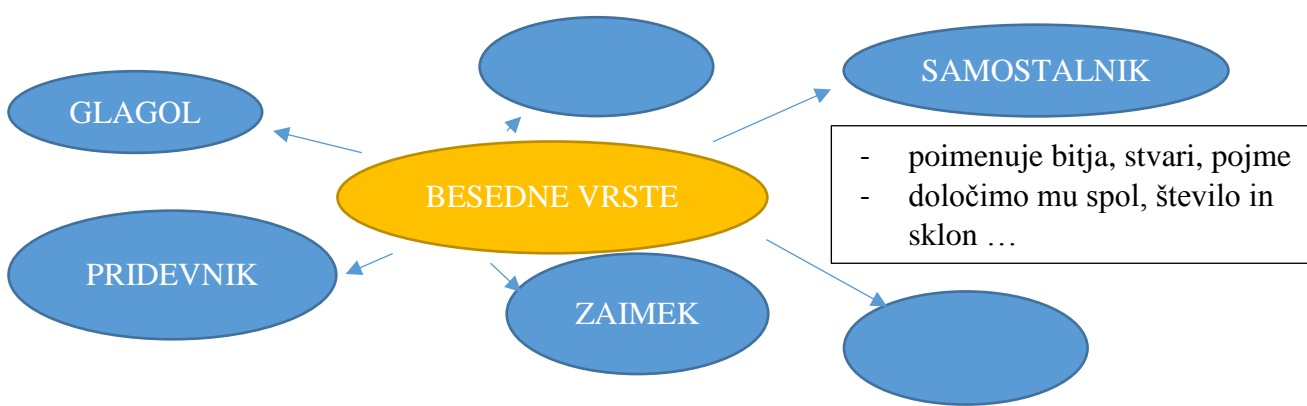 SAMOSTALNIK
GLAGOL
- poimenuje bitja, stvari, pojme
- določimo mu spol, število in
sklon …
BESEDNE VRSTE
PRIDEVNIK
ZAIMEK